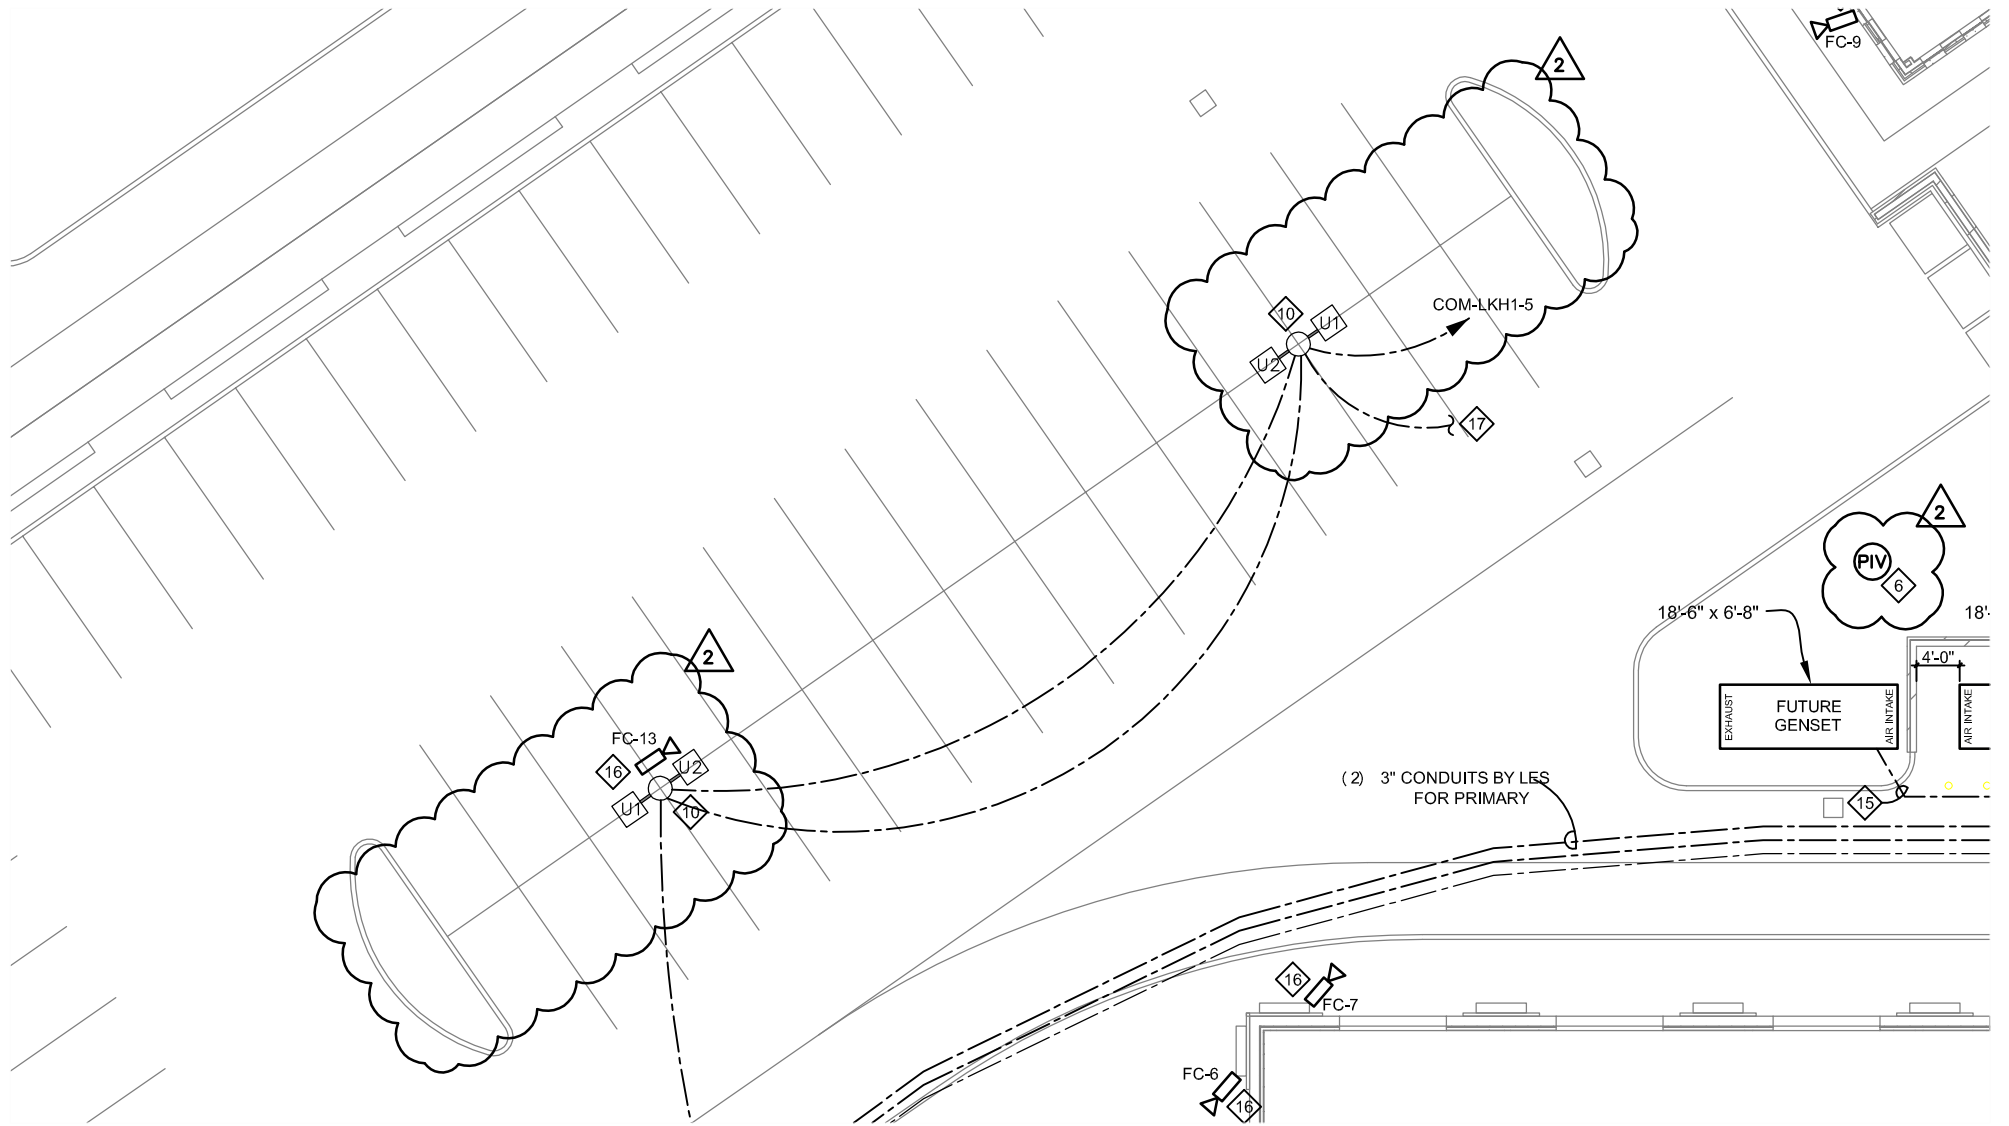 FC-9
2
COM-LKH1-5
10
U1
U2
17
2
PIV
6
18'-6" x 6'-8"
18'-
4'-0"
EXHAUST
FUTURE
GENSET
AIR INTAKE
AIR INTAKE
2
FC-13
16
U2
U1
10
(2) 3" CONDUITS BY LES
FOR PRIMARY
15
16
FC-7
FC-6
16